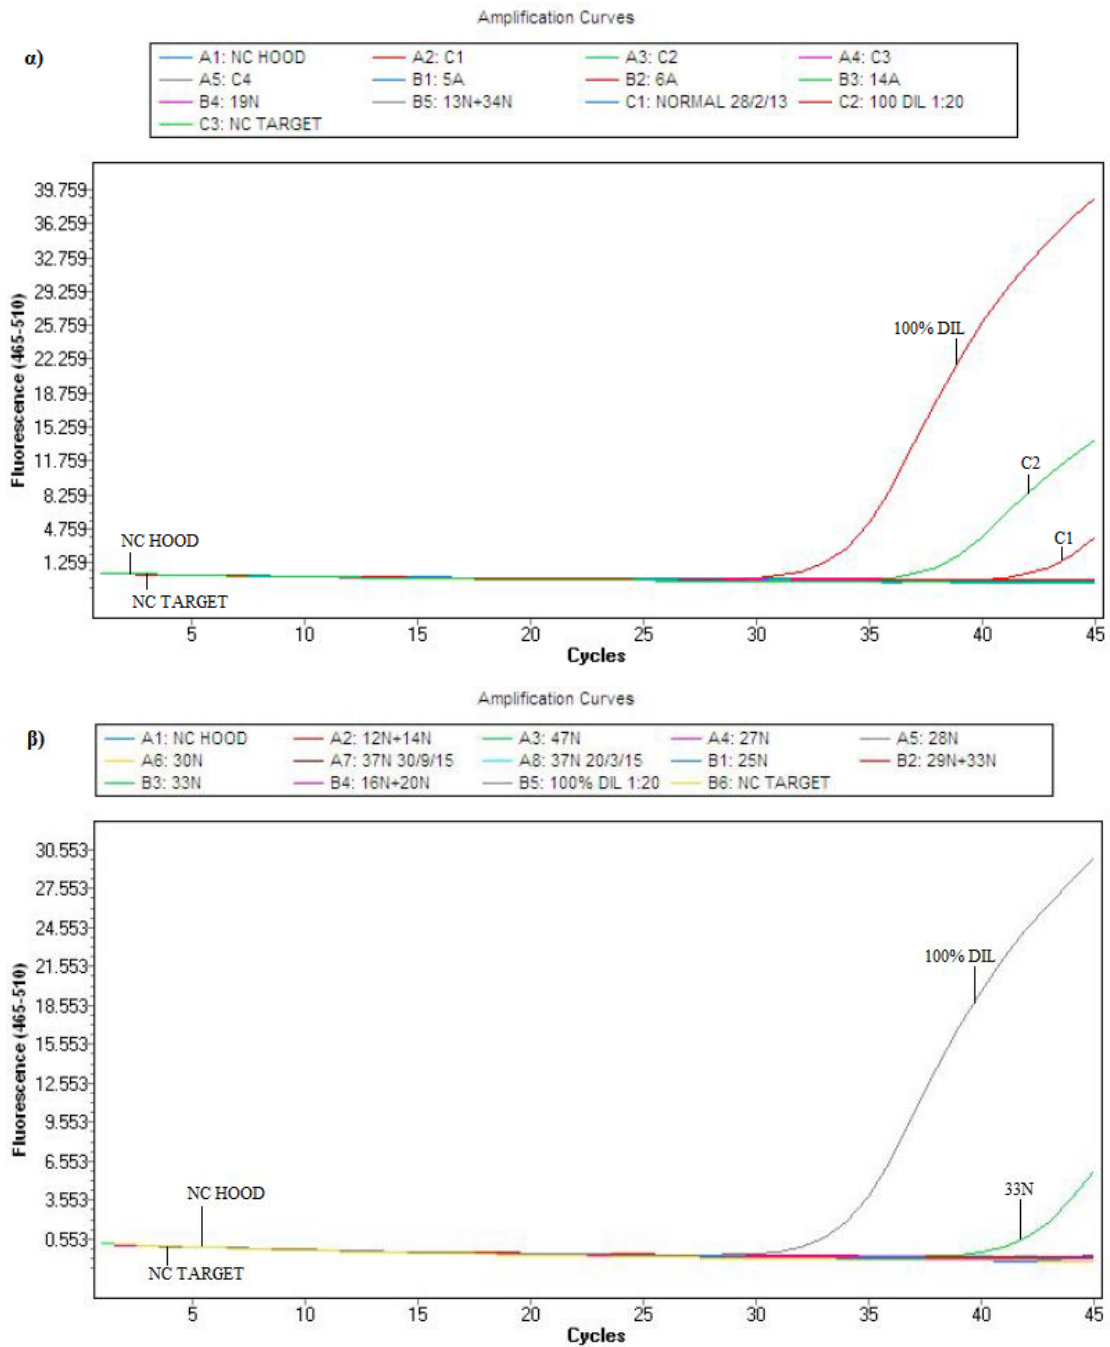 Amplification Curves
α)
A1: NC HOOD A2: C1 A3: C2 A4: C3
A5: C4 B1: 5A B2: 6A B3: 14A
B4: 19N B5: 13N+34N C1: NORMAL 28/2/13 C2: 100 DIL 1:20
C3: NC TARGET
Fluorescence (465-510)
39.759
36.259
32.759
29.259
25.759
22.259
18.759
15.259
11.759
8.259
4.759
1.259
100% DIL
C2
C1
NC HOOD
NC TARGET
5 10 15 20 25 30 35 40 45
Cycles
Amplification Curves
β)
A1: NC HOOD A2: 12N+14N A3: 47N A4: 27N A5: 28N
A6: 30N A7: 37N 30/9/15 A8: 37N 20/3/15 B1: 25N B2: 29N+33N
B3: 33N B4: 16N+20N B5: 100% DIL 1:20 B6: NC TARGET
Fluorescence (465-510)
30.553
27.553
24.553
21.553
18.553
15.553
12.553
9.553
6.553
3.553
0.553
100% DIL
33N
NC HOOD
NC TARGET
5 10 15 20 25 30 35 40 45
Cycles